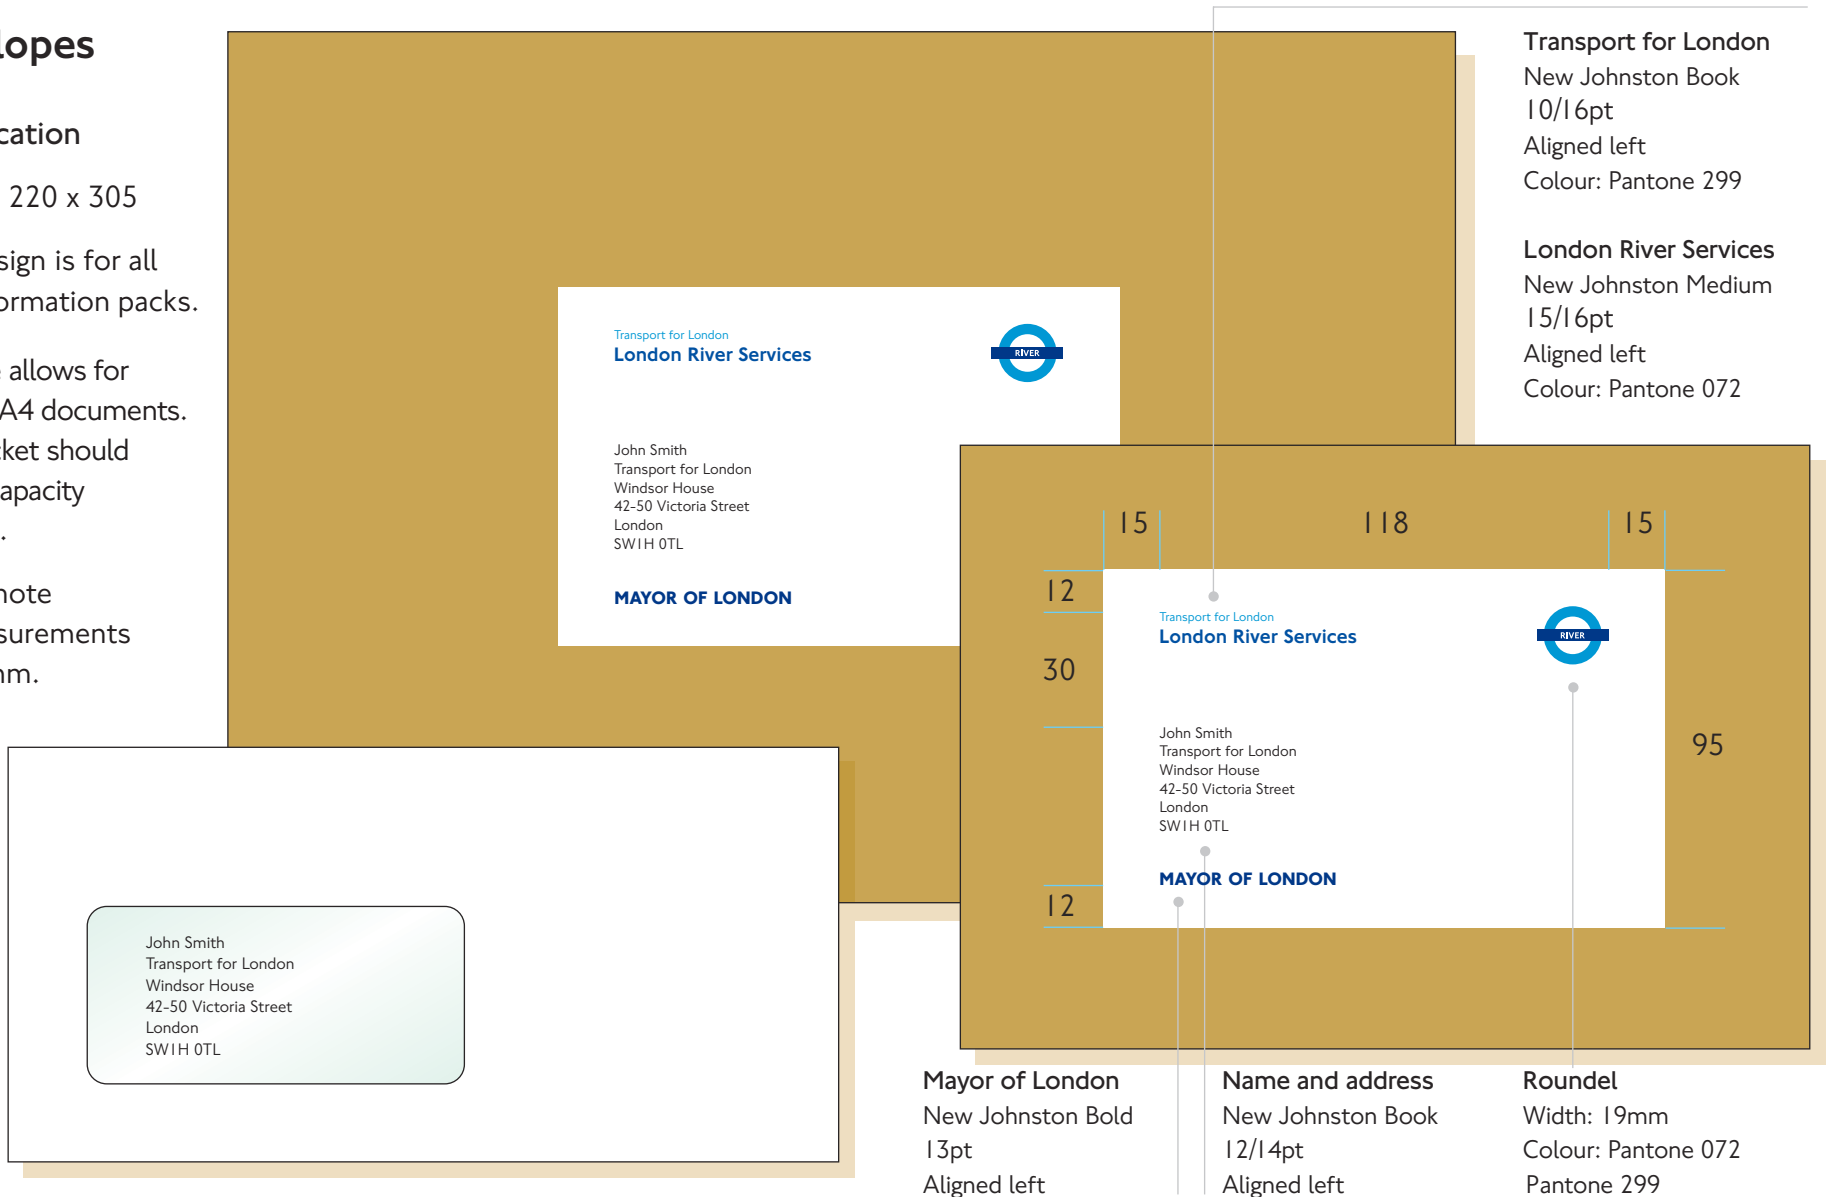 lopes
cation
220 x 305
sign is for all
ormation packs.
allows for
A4 documents.
ket should
apacity
.
note
surements
nm.
Transport for London
London River Services
RIVER
John Smith
Transport for London
Windsor House
42-50 Victoria Street
London
SW1H 0TL
MAYOR OF LONDON
Transport for London
New Johnston Book
10/16pt
Aligned left
Colour: Pantone 299
London River Services
New Johnston Medium
15/16pt
Aligned left
Colour: Pantone 072
15
118
15
12
30
95
12
Transport for London
London River Services
RIVER
John Smith
Transport for London
Windsor House
42-50 Victoria Street
London
SW1H 0TL
MAYOR OF LONDON
John Smith
Transport for London
Windsor House
42-50 Victoria Street
London
SW1H 0TL
Mayor of London
New Johnston Bold
13pt
Aligned left
Name and address
New Johnston Book
12/14pt
Aligned left
Roundel
Width: 19mm
Colour: Pantone 072
Pantone 299